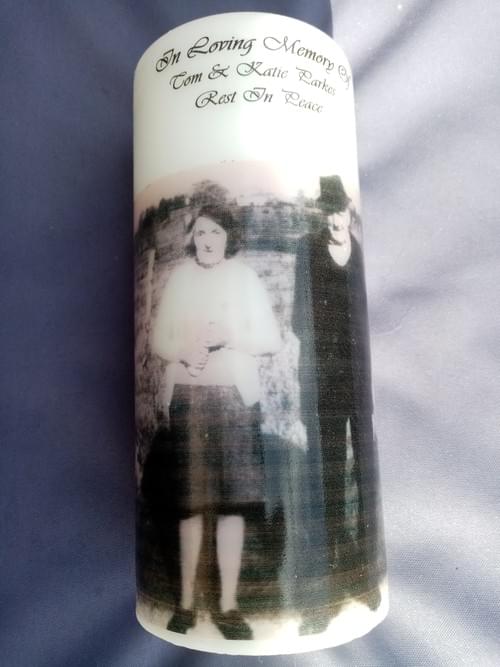 In Loving Memory Of
Tom & Katie Parkes
Rest In Peace